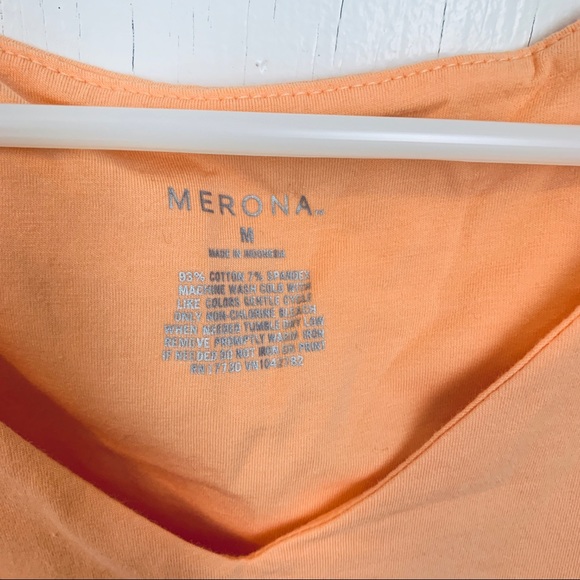 MERONA
M
MADE IN INDONESIA
93% COTTON 7% SPANDEX
MACHINE WASH COLD WITH
LIKE COLORS GENTLE CYCLE
ONLY NON-CHLORINE BLEACH
WHEN NEEDED TUMBLE DRY LOW
REMOVE PROMPTLY WARM IRON
IF NEEDED DO NOT IRON ON PRINT